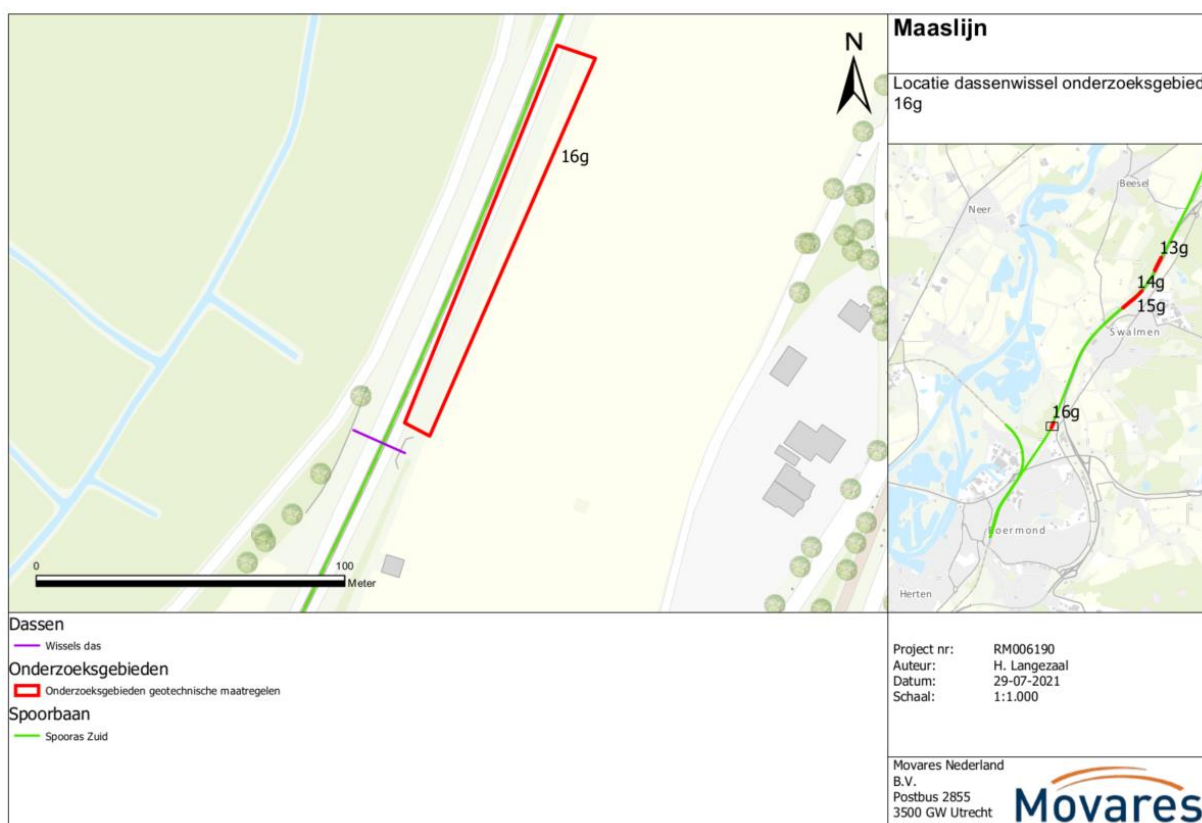 N
16g
0
100
Meter
Maaslijn
Locatie dassenwissel onderzoeksgebied
16g
Beesel
Neer
13g
14g
15g
Swalmen
16g
Roermond
Herten
Dassen
Wissels das
Onderzoeksgebieden
Onderzoeksgebieden geotechnische maatregelen
Spoorbaan
Spooras Zuid
Project nr: RM006190
Auteur: H. Langezaal
Datum: 29-07-2021
Schaal: 1:1.000
Movares Nederland
B.V.
Postbus 2855
3500 GW Utrecht
Movares